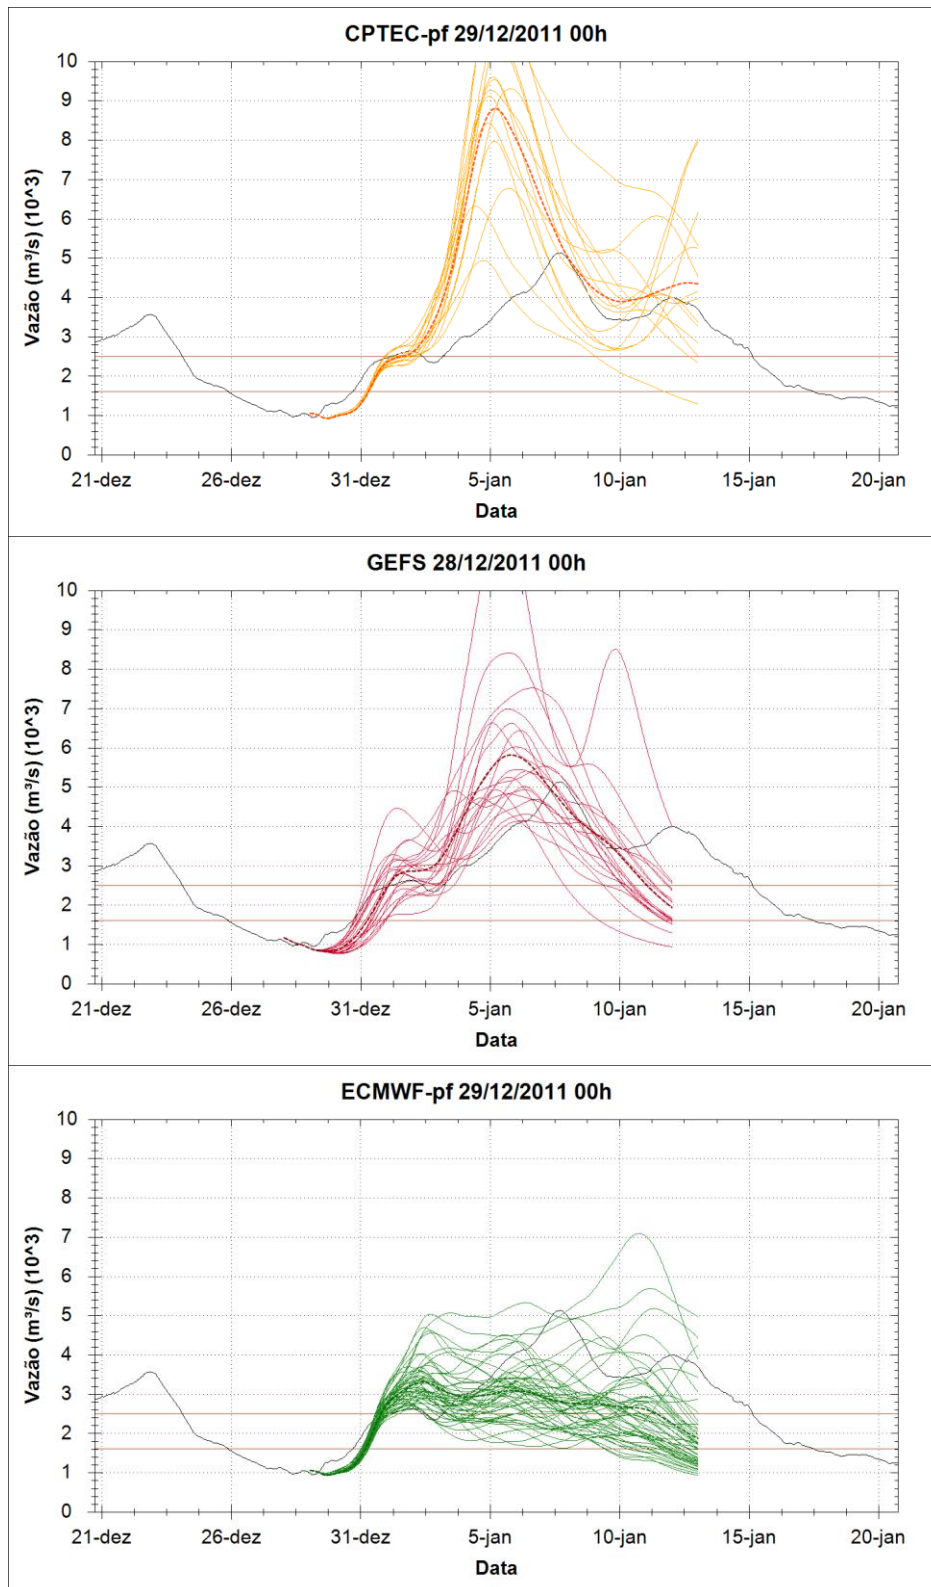 CPTEC-pf 29/12/2011 00h
10
9
8
7
6
5
4
3
2
1
0
Vazão (m³/s) (10^3)
21-dez 26-dez 31-dez 5-jan 10-jan 15-jan 20-jan
Data
GEFS 28/12/2011 00h
10
9
8
7
6
5
4
3
2
1
0
Vazão (m³/s) (10^3)
21-dez 26-dez 31-dez 5-jan 10-jan 15-jan 20-jan
Data
ECMWF-pf 29/12/2011 00h
10
9
8
7
6
5
4
3
2
1
0
Vazão (m³/s) (10^3)
21-dez 26-dez 31-dez 5-jan 10-jan 15-jan 20-jan
Data